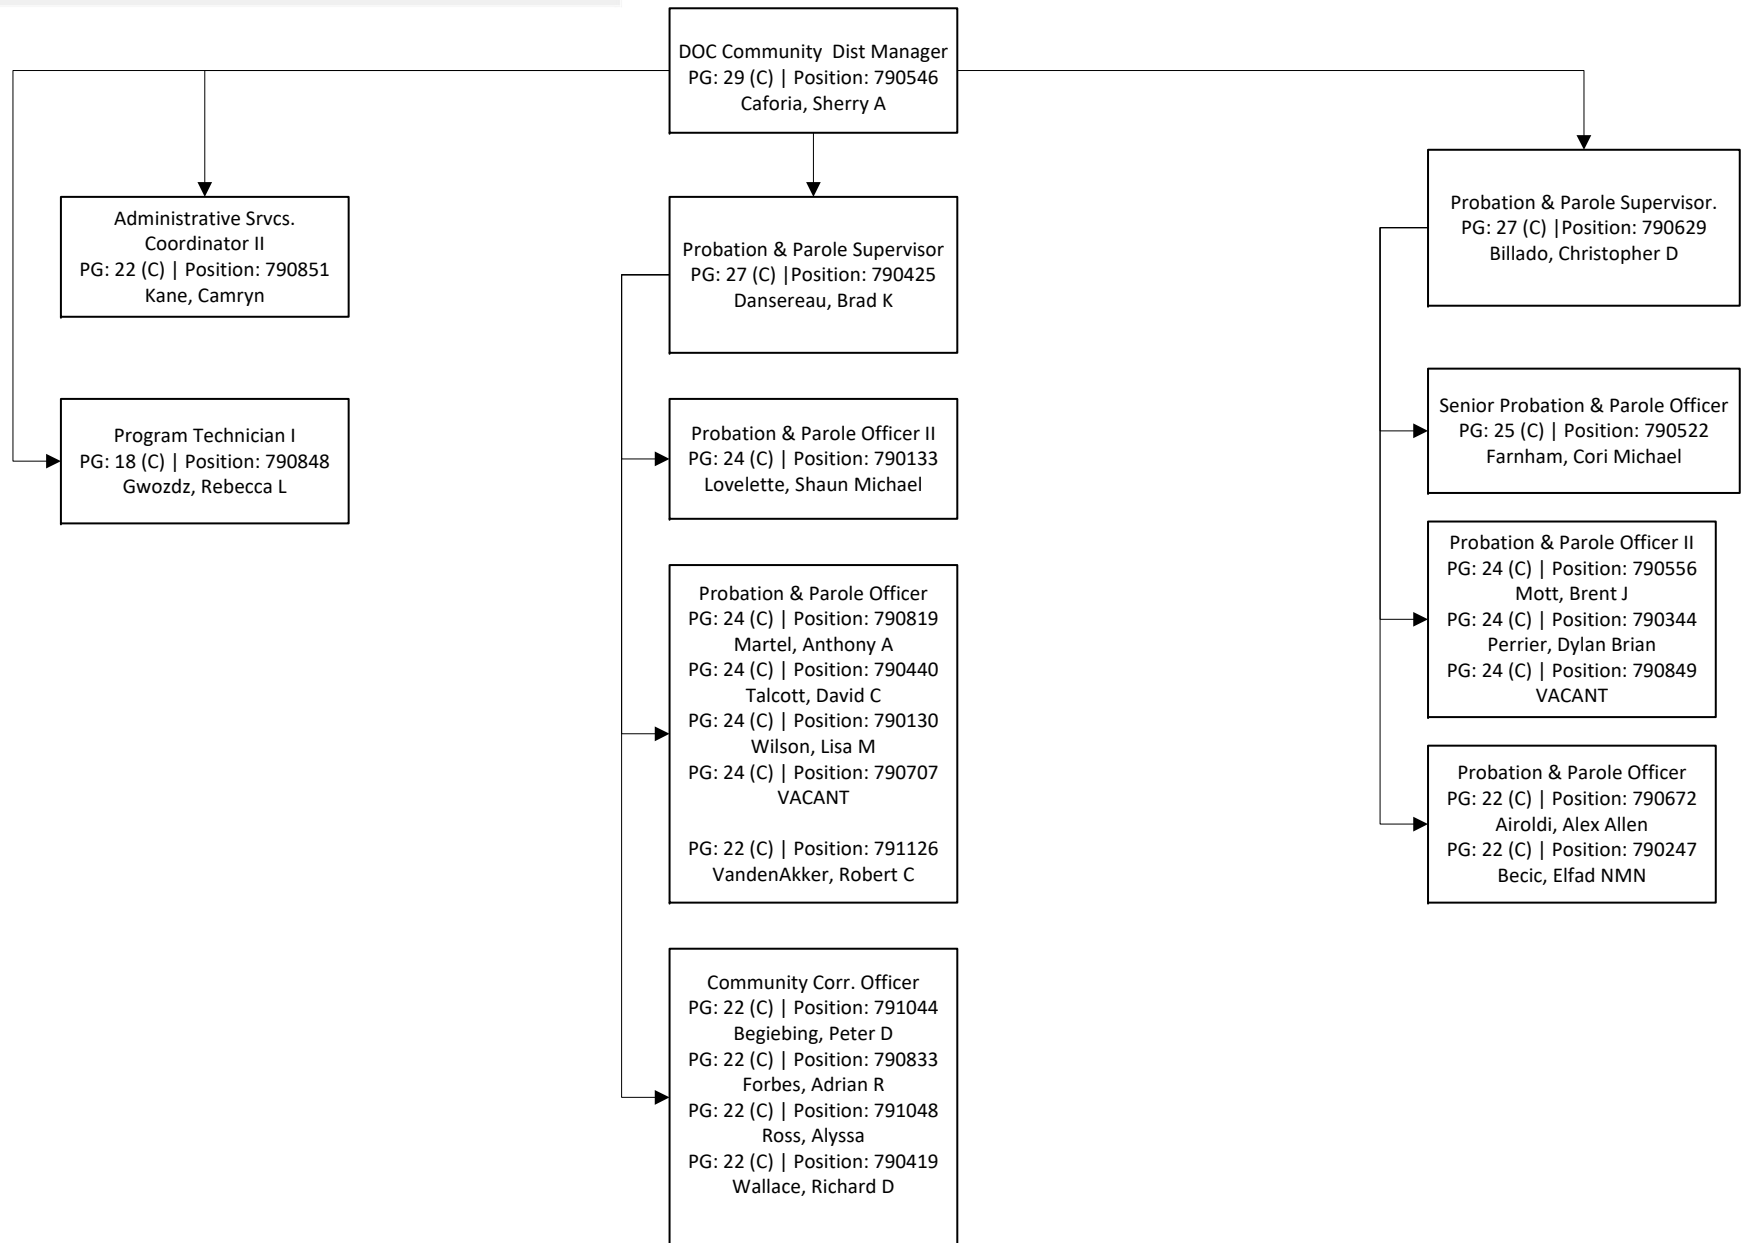 DOC Community  Dist Manager
PG: 29 (C) | Position: 790546
Caforia, Sherry A
Administrative Srvcs.
Coordinator II
PG: 22 (C) | Position: 790851
Kane, Camryn
Program Technician I
PG: 18 (C) | Position: 790848
Gwozdz, Rebecca L
Probation & Parole Supervisor
PG: 27 (C) |Position: 790425
Dansereau, Brad K
Probation & Parole Officer II
PG: 24 (C) | Position: 790133
Lovelette, Shaun Michael
Probation & Parole Officer
PG: 24 (C) | Position: 790819
Martel, Anthony A
PG: 24 (C) | Position: 790440
Talcott, David C
PG: 24 (C) | Position: 790130
Wilson, Lisa M
PG: 24 (C) | Position: 790707
VACANT
PG: 22 (C) | Position: 791126
VandenAkker, Robert C
Community Corr. Officer
PG: 22 (C) | Position: 791044
Begiebing, Peter D
PG: 22 (C) | Position: 790833
Forbes, Adrian R
PG: 22 (C) | Position: 791048
Ross, Alyssa
PG: 22 (C) | Position: 790419
Wallace, Richard D
Probation & Parole Supervisor.
PG: 27 (C) |Position: 790629
Billado, Christopher D
Senior Probation & Parole Officer
PG: 25 (C) | Position: 790522
Farnham, Cori Michael
Probation & Parole Officer II
PG: 24 (C) | Position: 790556
Mott, Brent J
PG: 24 (C) | Position: 790344
Perrier, Dylan Brian
PG: 24 (C) | Position: 790849
VACANT
Probation & Parole Officer
PG: 22 (C) | Position: 790672
Airoldi, Alex Allen
PG: 22 (C) | Position: 790247
Becic, Elfad NMN